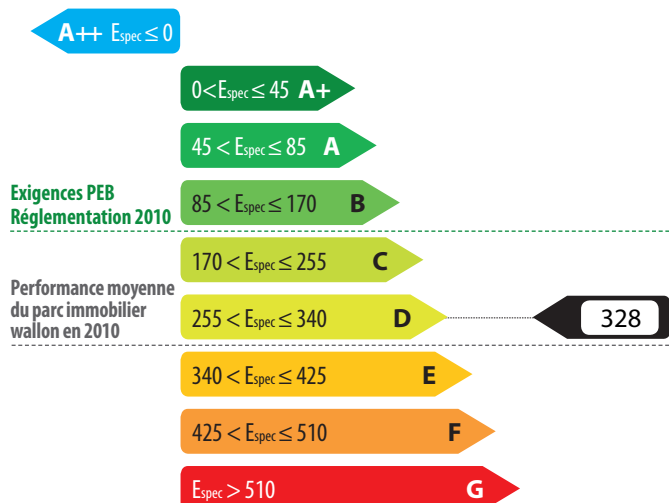 A++ Espec ≤ 0
0<Espec ≤ 45 A+
45 < Espec ≤ 85 A
Exigences PEB
Réglementation 2010
85 < Espec ≤ 170 B
170 < Espec ≤ 255 C
Performance moyenne
du parc immobilier
wallon en 2010
255 < Espec ≤ 340 D
328
340 < Espec ≤ 425 E
425 < Espec ≤ 510 F
Espec > 510 G